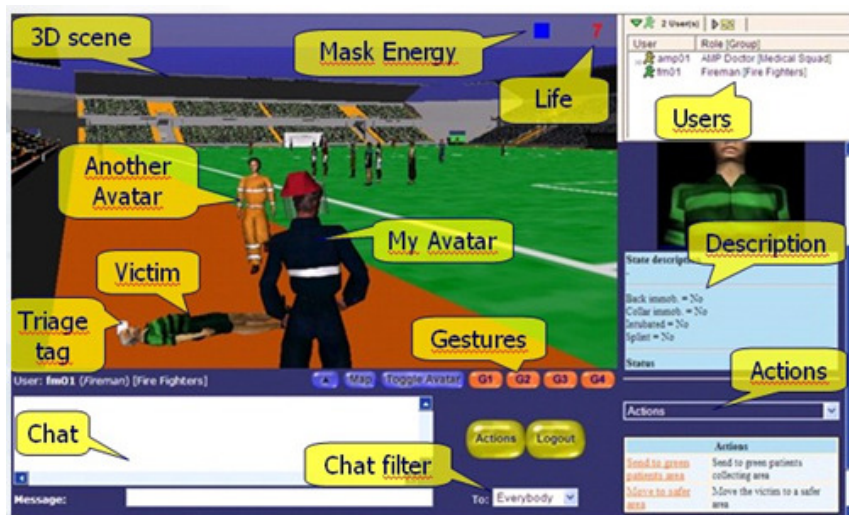 3D scene
Mask Energy
7
Life
2 User(s)
User Role [Group]
amp01 AMP Doctor [Medical Squad]
fm01 Fireman [Fire Fighters]
Users
Another
Avatar
My Avatar
Description
State description
-
Victim
Back immob. = No
Collar immob. = No
Intubated = No
Splint = No
Triage
tag
Gestures
Status
Actions
User: fm01 (Fireman) [Fire Fighters]
Map Toggle Avatar G1 G2 G3 G4
Actions
Chat
Actions Logout
Chat filter
Actions
Send to green
patients area
Send to green patients
collecting area
Move to safer
area
Move the victim to a safer
area
Message:
To: Everybody